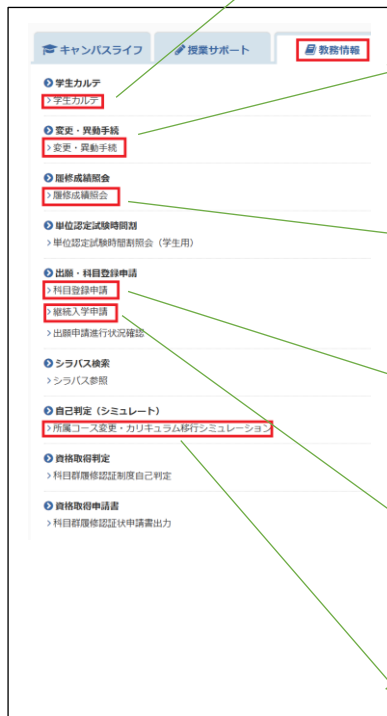 キャンパスライフ 授業サポート 教務情報
学生カルテ
学生カルテ
変更・異動手続
変更・異動手続
履修成績照会
履修成績照会
単位認定試験時間割
単位認定試験時間割照会（学生用）
出願・科目登録申請
科目登録申請
継続入学申請
出願申請進行状況確認
シラバス検索
シラバス参照
自己判定（シミュレート）
所属コース変更・カリキュラム移行シミュレーション
資格取得判定
科目群履修認証制度自己判定
資格取得申請書
科目群履修認証状申請書出力